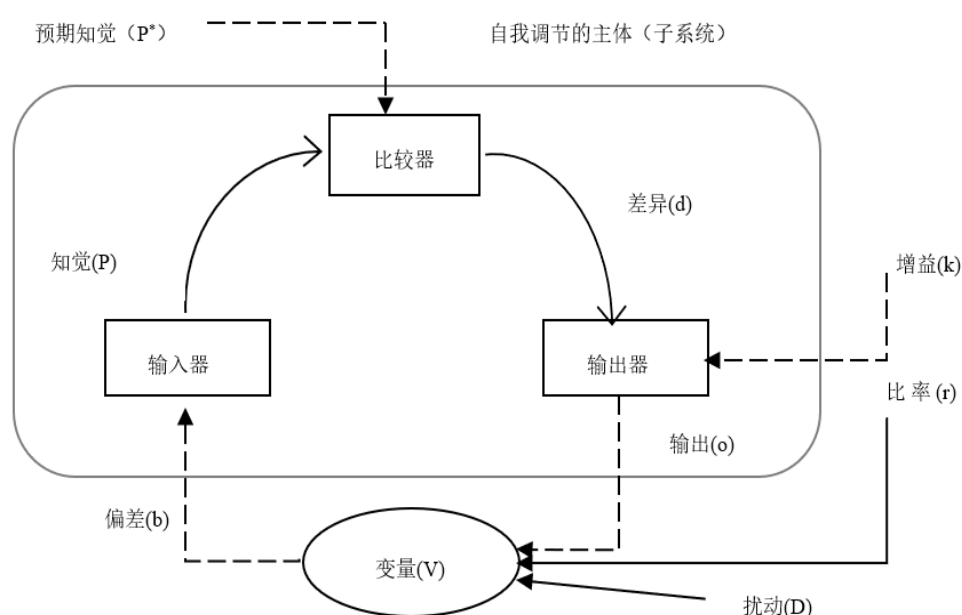 预期知觉（P*）
自我调节的主体（子系统）
比较器
差异(d)
知觉(P)
增益(k)
输入器
输出器
比 率 (r)
输出(o)
偏差(b)
变量(V)
扰动(D)